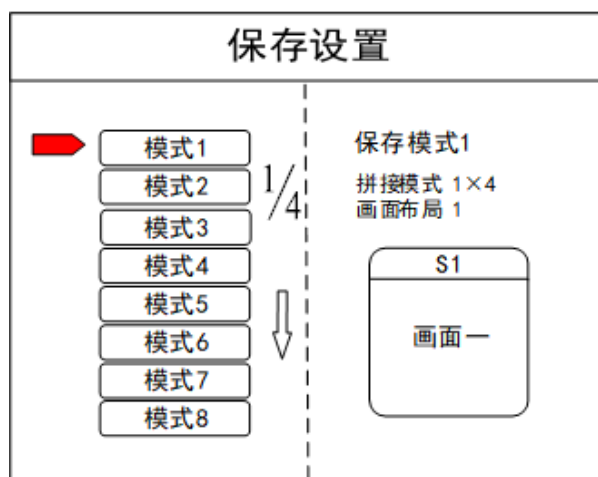 保存设置
模式1
模式2
模式3
模式4
模式5
模式6
模式7
模式8
1/4
保存模式1
拼接模式 1×4
画面布局 1
S1
画面一